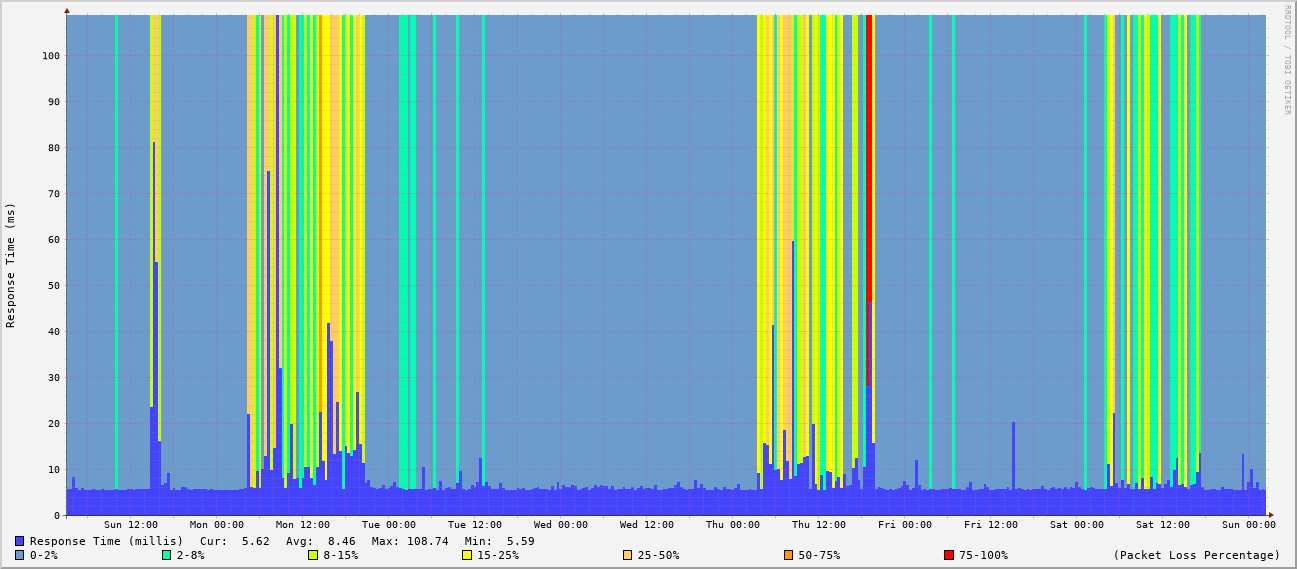 RRDTOOL / TOBI OETIKER
Response Time (ms)
100
90
80
70
60
50
40
30
20
10
0
Sun 12:00 Mon 00:00 Mon 12:00 Tue 00:00 Tue 12:00 Wed 00:00 Wed 12:00 Thu 00:00 Thu 12:00 Fri 00:00 Fri 12:00 Sat 00:00 Sat 12:00 Sun 00:00
Response Time (millis) Cur: 5.62 Avg: 8.46 Max: 108.74 Min: 5.59
0-2% 2-8% 8-15% 15-25% 25-50% 50-75% 75-100% (Packet Loss Percentage)